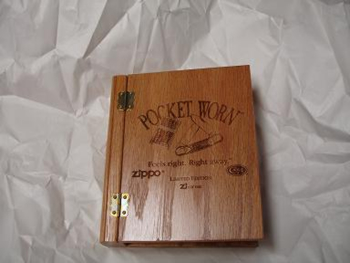 POCKET WORN
Feels right. Right away.
zippo
LIMITED EDITION